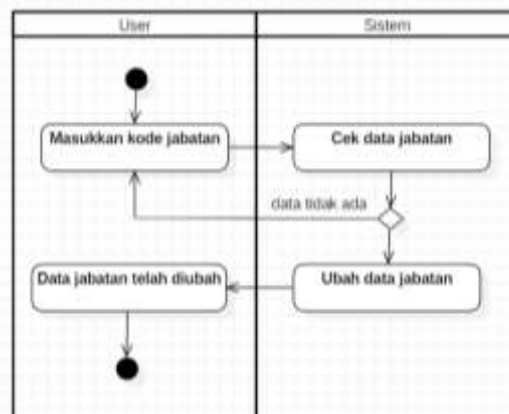 User
Sistem
Masukkan kode jabatan
Cek data jabatan
data tidak ada
Data jabatan telah diubah
Ubah data jabatan